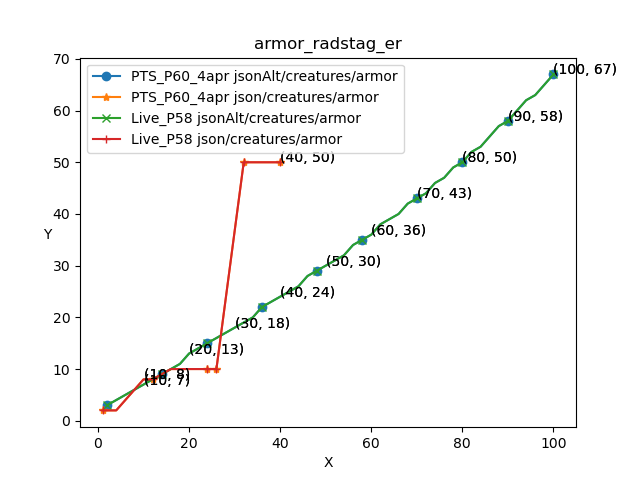 armor_radstag_er
PTS_P60_4apr jsonAlt/creatures/armor
PTS_P60_4apr json/creatures/armor
Live_P58 jsonAlt/creatures/armor
Live_P58 json/creatures/armor
(100, 67)
(90, 58)
(80, 50)
(40, 50)
(70, 43)
(60, 36)
(50, 30)
(40, 24)
(30, 18)
(20, 13)
(10, 8)
(10, 7)
70
60
50
40
30
20
10
0
Y
0 20 40 60 80 100
X